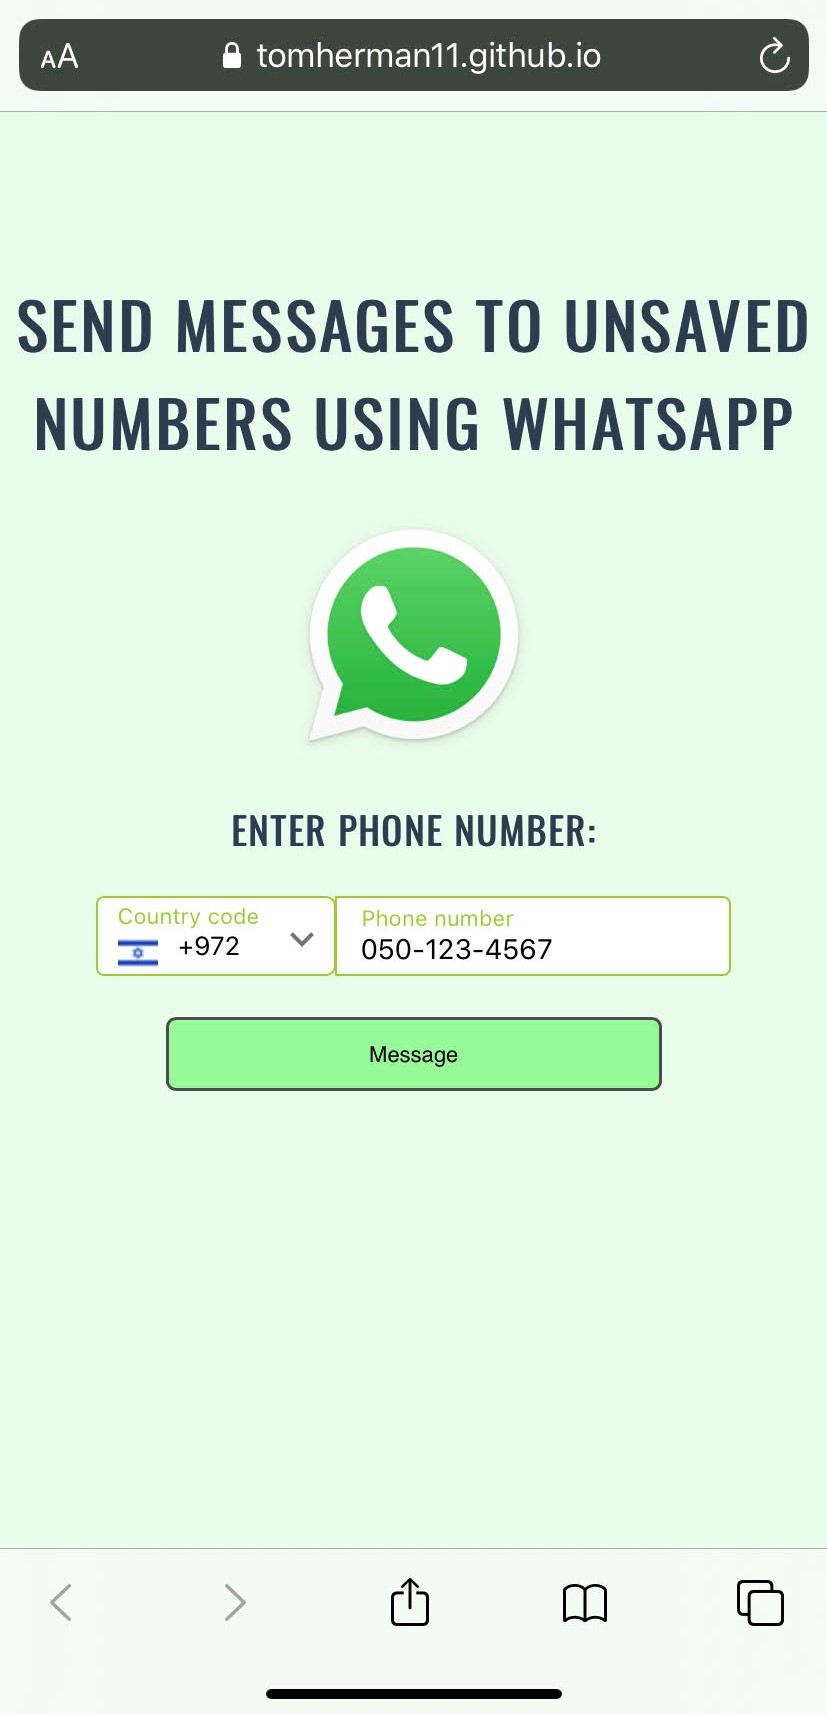 AA
tomherman11.github.io
SEND MESSAGES TO UNSAVED
NUMBERS USING WHATSAPP
ENTER PHONE NUMBER:
Country code
+972
Phone number
050-123-4567
Message